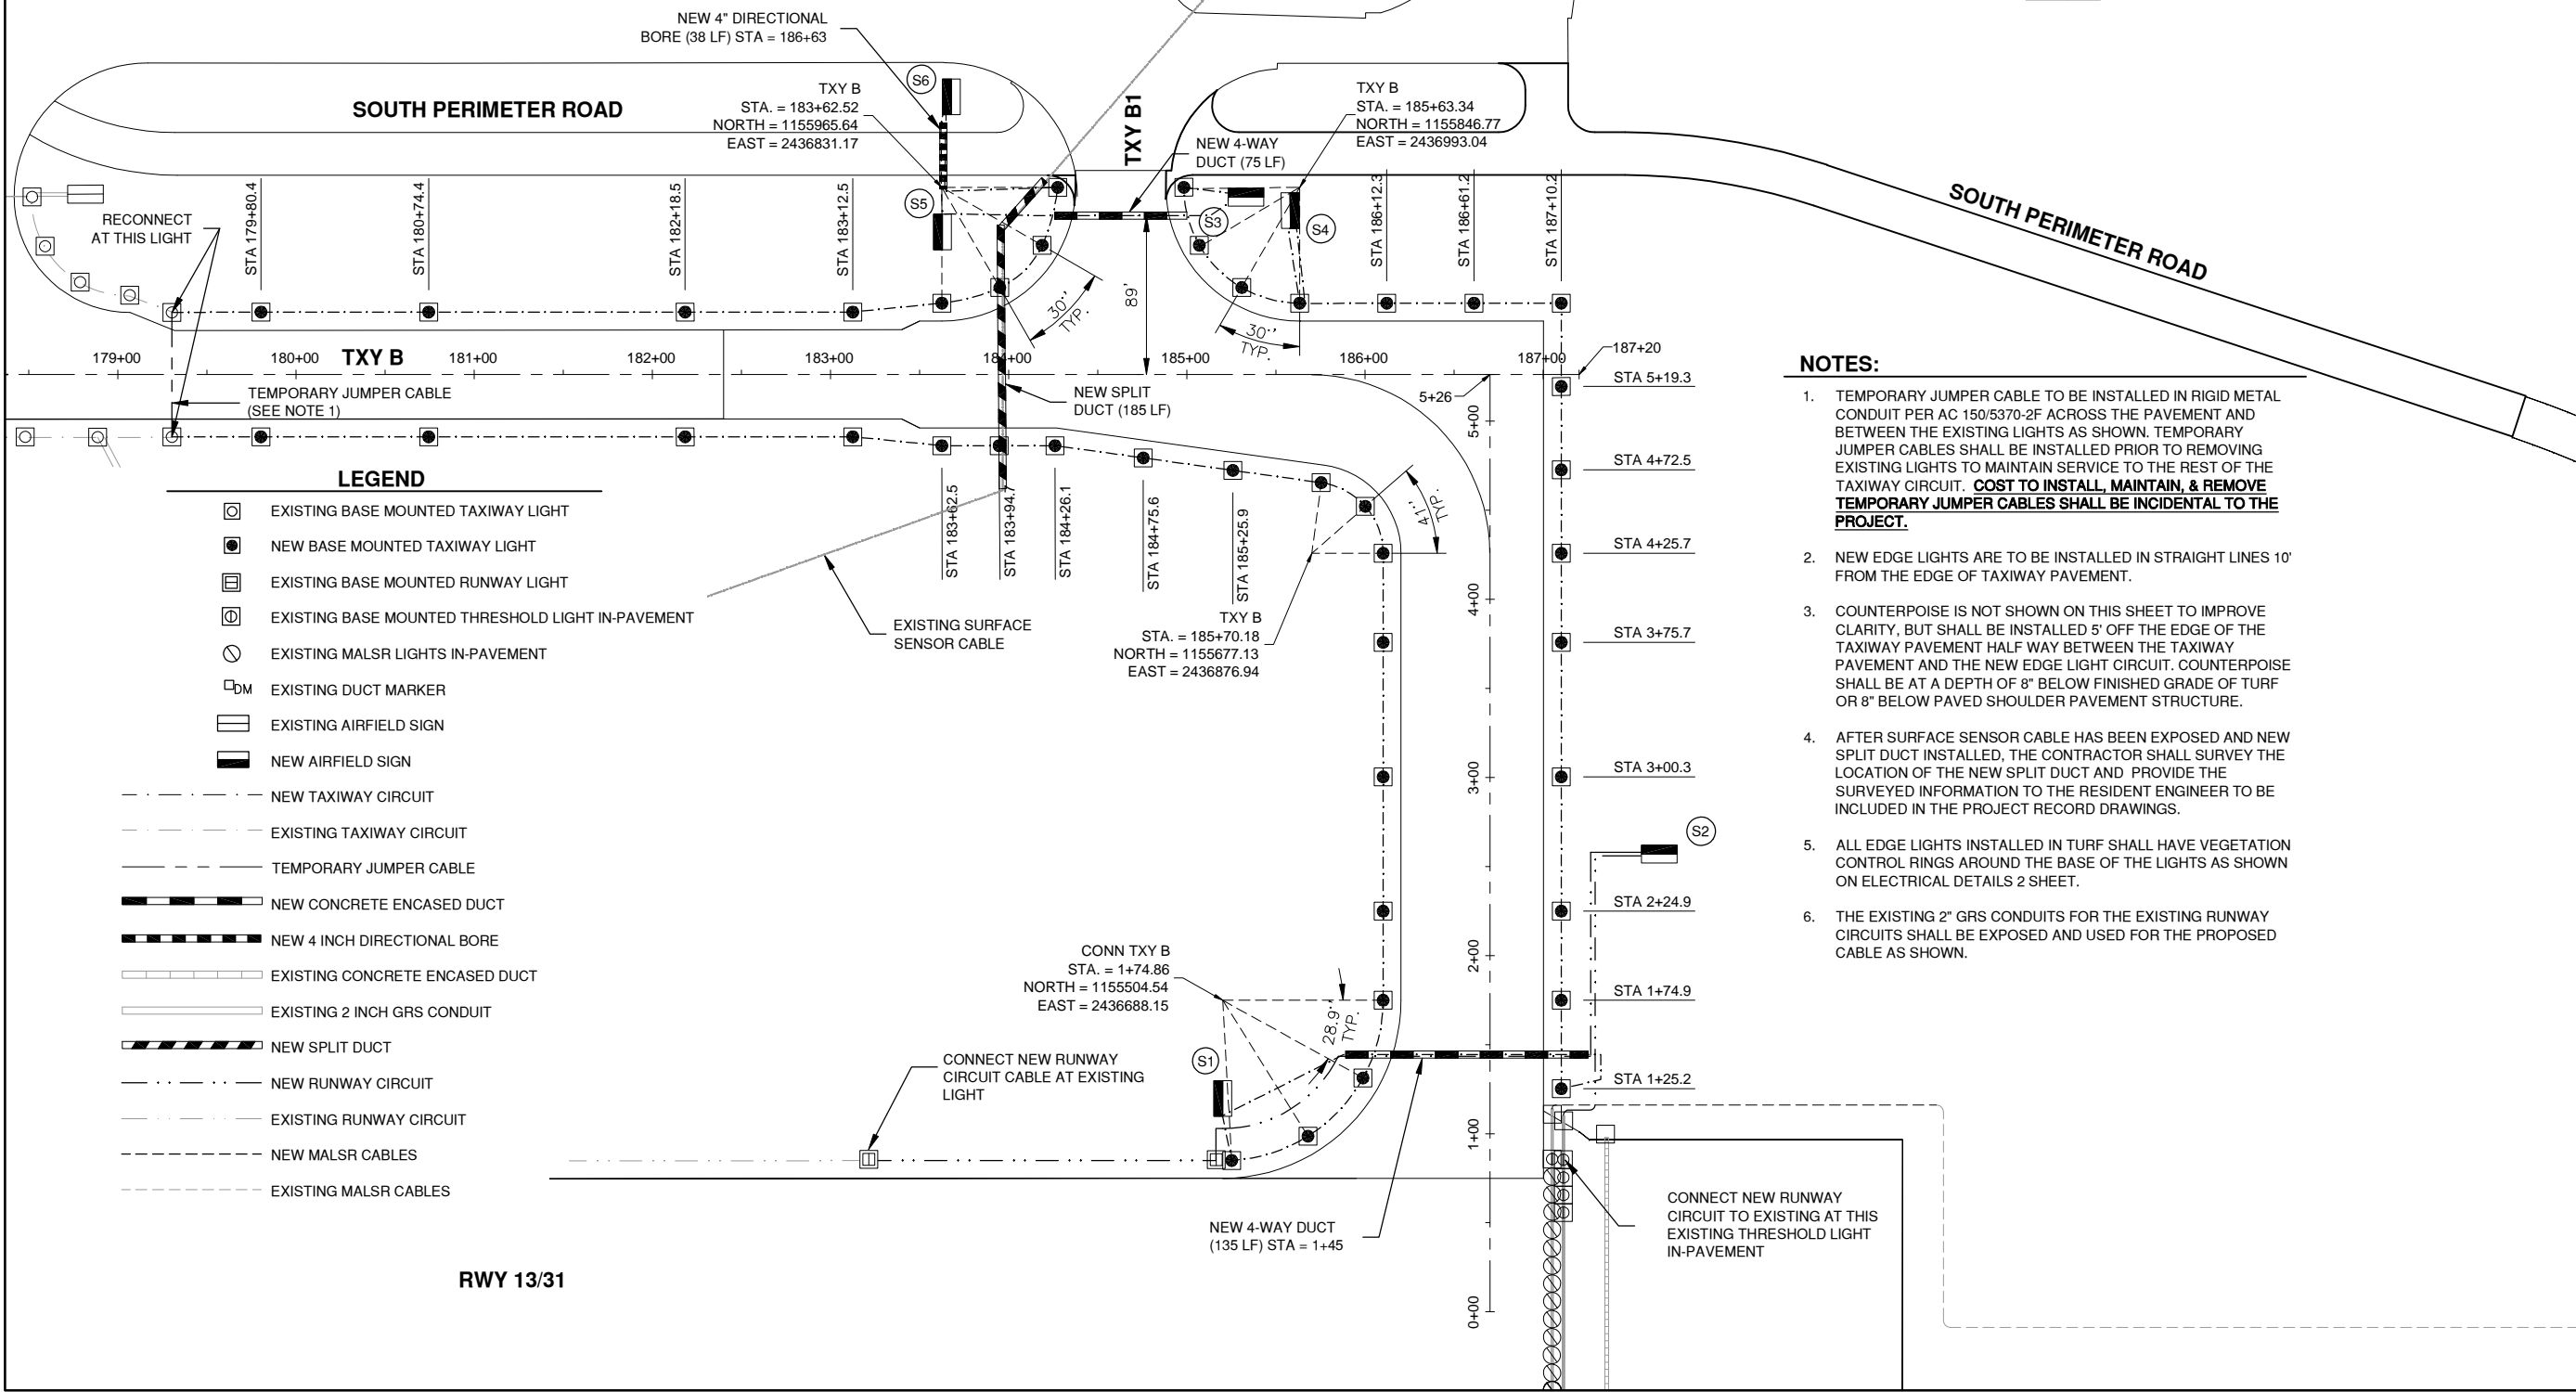 NEW 4" DIRECTIONAL
BORE (38 LF) STA = 186+63
SOUTH PERIMETER ROAD
TXY B
STA. = 183+62.52
NORTH = 1155965.64
EAST = 2436831.17
S6
S5
TXY B1
NEW 4-WAY
DUCT (75 LF)
TXY B
STA. = 185+63.34
NORTH = 1155846.77
EAST = 2436993.04
S3
S4
SOUTH PERIMETER ROAD
RECONNECT
AT THIS LIGHT
STA 179+80.4
STA 180+74.4
STA 182+18.5
STA 183+12.5
STA 186+12.3
STA 186+61.2
STA 187+10.2
30°
TYP.
89'
30°
TYP.
179+00
180+00
TXY B
181+00
182+00
183+00
184+00
185+00
186+00
187+00
187+20
TEMPORARY JUMPER CABLE
(SEE NOTE 1)
NEW SPLIT
DUCT (185 LF)
5+26
STA 5+19.3
STA 4+72.5
STA 4+25.7
STA 3+75.7
STA 3+00.3
STA 2+24.9
STA 1+74.9
STA 1+25.2
5+00
4+00
3+00
2+00
1+00
0+00
STA 183+62.5
STA 183+94.7
STA 184+26.1
STA 184+75.6
STA 185+25.9
41°
TYP.
EXISTING SURFACE
SENSOR CABLE
TXY B
STA. = 185+70.18
NORTH = 1155677.13
EAST = 2436876.94
LEGEND
EXISTING BASE MOUNTED TAXIWAY LIGHT
NEW BASE MOUNTED TAXIWAY LIGHT
EXISTING BASE MOUNTED RUNWAY LIGHT
EXISTING BASE MOUNTED THRESHOLD LIGHT IN-PAVEMENT
EXISTING MALSR LIGHTS IN-PAVEMENT
DM EXISTING DUCT MARKER
EXISTING AIRFIELD SIGN
NEW AIRFIELD SIGN
NEW TAXIWAY CIRCUIT
EXISTING TAXIWAY CIRCUIT
TEMPORARY JUMPER CABLE
NEW CONCRETE ENCASED DUCT
NEW 4 INCH DIRECTIONAL BORE
EXISTING CONCRETE ENCASED DUCT
EXISTING 2 INCH GRS CONDUIT
NEW SPLIT DUCT
NEW RUNWAY CIRCUIT
EXISTING RUNWAY CIRCUIT
NEW MALSR CABLES
EXISTING MALSR CABLES
CONN TXY B
STA. = 1+74.86
NORTH = 1155504.54
EAST = 2436688.15
28.9°
TYP.
S1
S2
CONNECT NEW RUNWAY
CIRCUIT CABLE AT EXISTING
LIGHT
NEW 4-WAY DUCT
(135 LF) STA = 1+45
CONNECT NEW RUNWAY
CIRCUIT TO EXISTING AT THIS
EXISTING THRESHOLD LIGHT
IN-PAVEMENT
RWY 13/31
NOTES:
1. TEMPORARY JUMPER CABLE TO BE INSTALLED IN RIGID METAL
CONDUIT PER AC 150/5370-2F ACROSS THE PAVEMENT AND
BETWEEN THE EXISTING LIGHTS AS SHOWN. TEMPORARY
JUMPER CABLES SHALL BE INSTALLED PRIOR TO REMOVING
EXISTING LIGHTS TO MAINTAIN SERVICE TO THE REST OF THE
TAXIWAY CIRCUIT. COST TO INSTALL, MAINTAIN, & REMOVE
TEMPORARY JUMPER CABLES SHALL BE INCIDENTAL TO THE
PROJECT.
2. NEW EDGE LIGHTS ARE TO BE INSTALLED IN STRAIGHT LINES 10'
FROM THE EDGE OF TAXIWAY PAVEMENT.
3. COUNTERPOISE IS NOT SHOWN ON THIS SHEET TO IMPROVE
CLARITY, BUT SHALL BE INSTALLED 5' OFF THE EDGE OF THE
TAXIWAY PAVEMENT HALF WAY BETWEEN THE TAXIWAY
PAVEMENT AND THE NEW EDGE LIGHT CIRCUIT. COUNTERPOISE
SHALL BE AT A DEPTH OF 8" BELOW FINISHED GRADE OF TURF
OR 8" BELOW PAVED SHOULDER PAVEMENT STRUCTURE.
4. AFTER SURFACE SENSOR CABLE HAS BEEN EXPOSED AND NEW
SPLIT DUCT INSTALLED, THE CONTRACTOR SHALL SURVEY THE
LOCATION OF THE NEW SPLIT DUCT AND PROVIDE THE
SURVEYED INFORMATION TO THE RESIDENT ENGINEER TO BE
INCLUDED IN THE PROJECT RECORD DRAWINGS.
5. ALL EDGE LIGHTS INSTALLED IN TURF SHALL HAVE VEGETATION
CONTROL RINGS AROUND THE BASE OF THE LIGHTS AS SHOWN
ON ELECTRICAL DETAILS 2 SHEET.
6. THE EXISTING 2" GRS CONDUITS FOR THE EXISTING RUNWAY
CIRCUITS SHALL BE EXPOSED AND USED FOR THE PROPOSED
CABLE AS SHOWN.